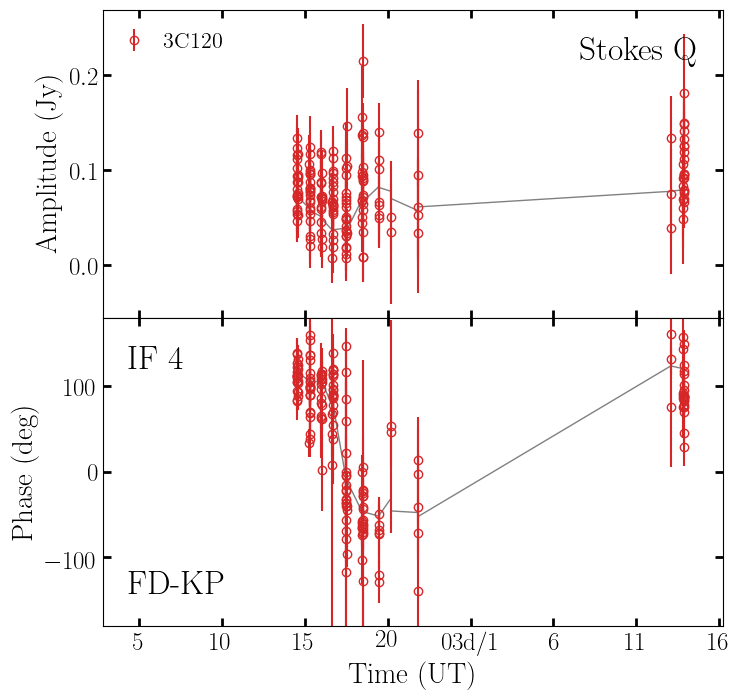 3C120
Stokes Q
0.2
0.1
0.0
Amplitude (Jy)
IF 4
100
0
−100
Phase (deg)
FD-KP
5 10 15 20 03d/1 6 11 16
Time (UT)